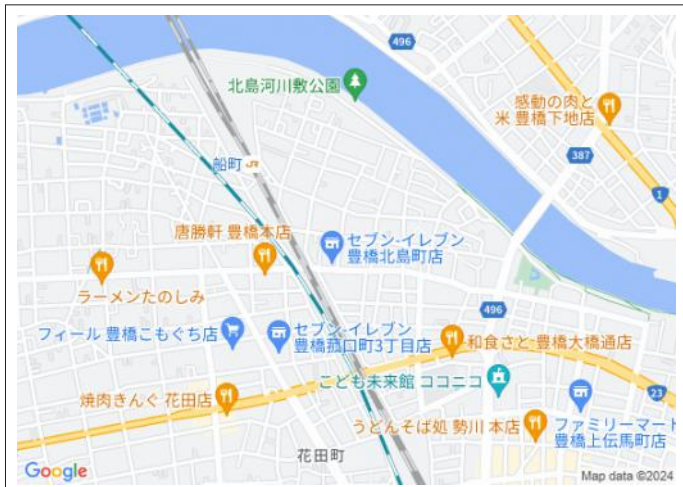 496
北島河川敷公園
感動の肉と
米 豊橋下地店
387
船町
1
唐勝軒 豊橋本店
セブン-イレブン
豊橋北島町店
ラーメンたのしみ
フィール 豊橋こもぐち店
セブン-イレブン
豊橋菰口町3丁目店
496
和食さと 豊橋大橋通店
こども未来館 ココニコ
23
焼肉きんぐ 花田店
うどんそば処 勢川 本店
ファミリーマート
豊橋上伝馬町店
花田町
Google
Map data ©2024